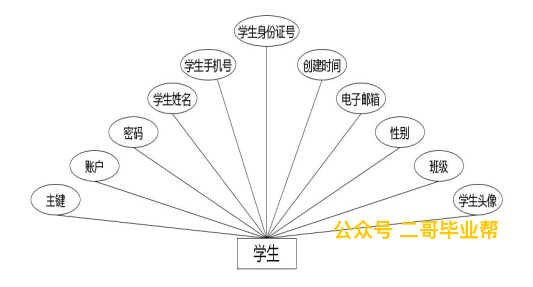 学生身份证号
学生手机号
创建时间
学生姓名
电子邮箱
密码
性别
账户
班级
主键
学生头像
公众号 二哥毕业帮
学生